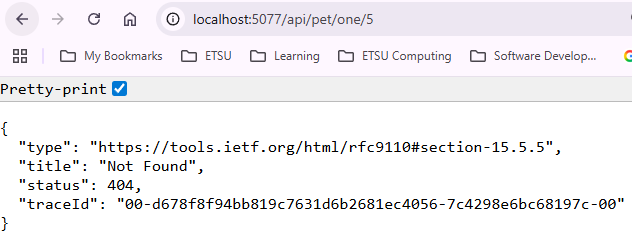 localhost:5077/api/pet/one/5
My Bookmarks ETSU Learning ETSU Computing Software Develop...
Pretty-print
{
  "type": "https://tools.ietf.org/html/rfc9110#section-15.5.5",
  "title": "Not Found",
  "status": 404,
  "traceId": "00-d678f8f94bb819c7631d6b2681ec4056-7c4298e6bc68197c-00"
}